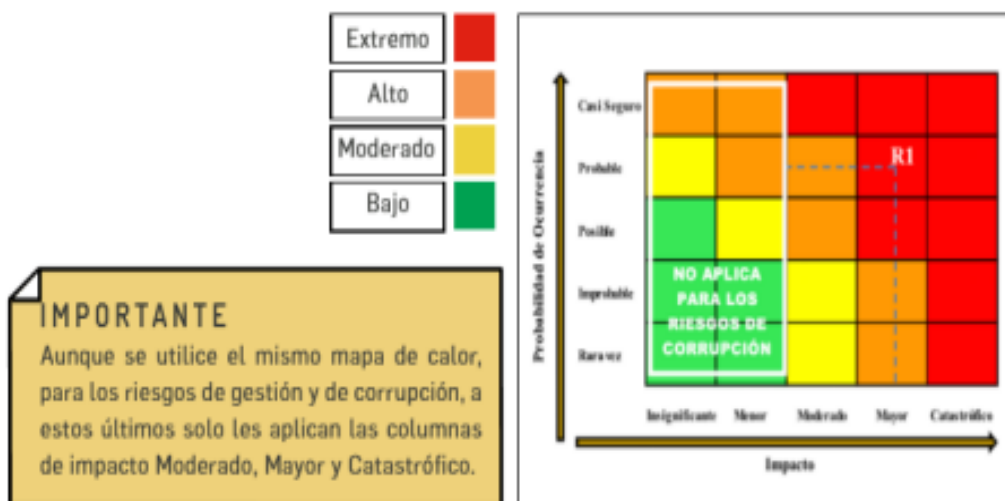 Extremo
Alto
Moderado
Bajo
IMPORTANTE
Aunque se utilice el mismo mapa de calor,
para los riesgos de gestión y de corrupción, a
estos últimos solo les aplican las columnas
de impacto Moderado, Mayor y Catastrófico.
Probabilidad de Ocurrencia
Casi Seguro
Probable
Posible
Improbable
Rara vez
R1
NO APLICA
PARA LOS
RIESGOS DE
CORRUPCIÓN
Insignificante Menor Moderado Mayor Catastrófico
Impacto